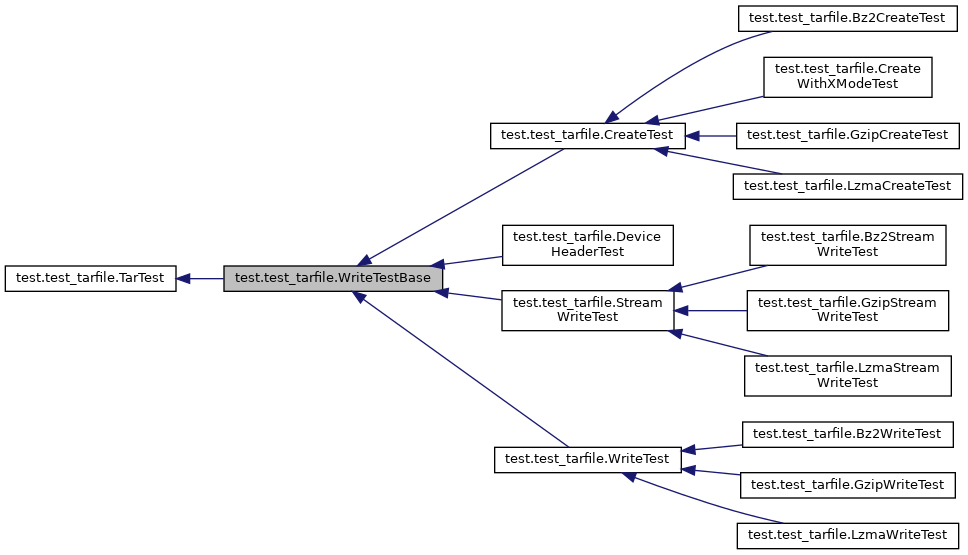 test.test_tarfile.Bz2CreateTest
test.test_tarfile.Create
WithXModeTest
test.test_tarfile.CreateTest
test.test_tarfile.GzipCreateTest
test.test_tarfile.LzmaCreateTest
test.test_tarfile.Device
HeaderTest
test.test_tarfile.Bz2Stream
WriteTest
test.test_tarfile.TarTest
test.test_tarfile.WriteTestBase
test.test_tarfile.Stream
WriteTest
test.test_tarfile.GzipStream
WriteTest
test.test_tarfile.LzmaStream
WriteTest
test.test_tarfile.Bz2WriteTest
test.test_tarfile.WriteTest
test.test_tarfile.GzipWriteTest
test.test_tarfile.LzmaWriteTest